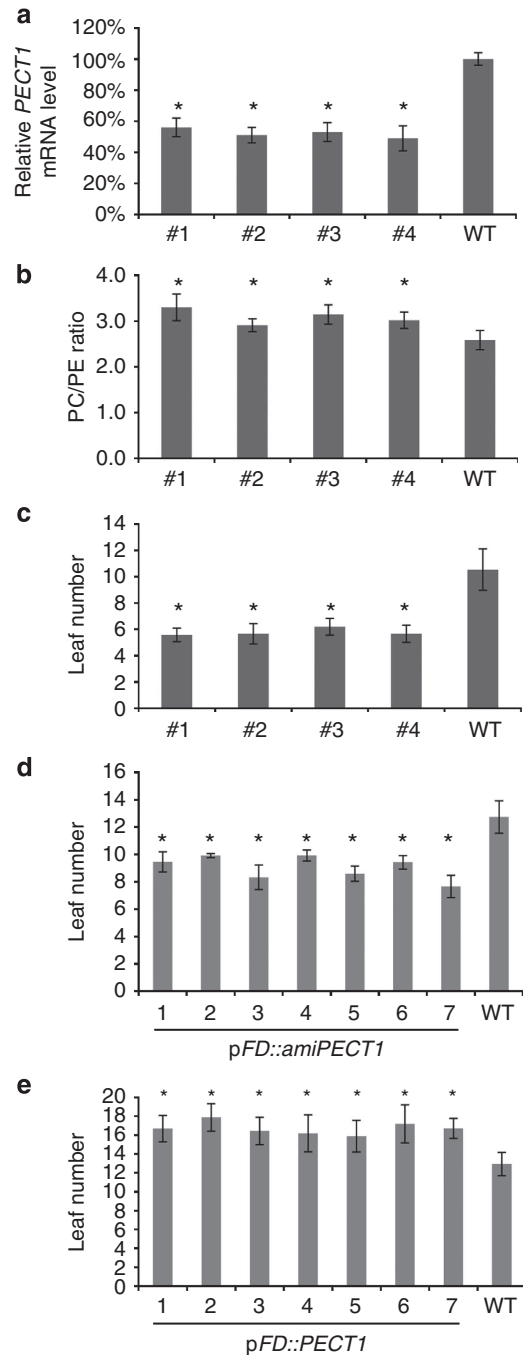 a
Relative PECT1
mRNA level
120%
100%
80%
60%
40%
20%
0%
* * * *
#1 #2 #3 #4 WT
b
PC/PE ratio
4.0
3.0
2.0
1.0
0.0
* * * *
#1 #2 #3 #4 WT
c
Leaf number
14
12
10
8
6
4
2
0
* * * *
#1 #2 #3 #4 WT
d
Leaf number
16
14
12
10
8
6
4
2
0
* * * * * * *
1 2 3 4 5 6 7 WT
pFD::amiPECT1
e
Leaf number
20
18
16
14
12
10
8
6
4
2
0
* * * * * * *
1 2 3 4 5 6 7 WT
pFD::PECT1